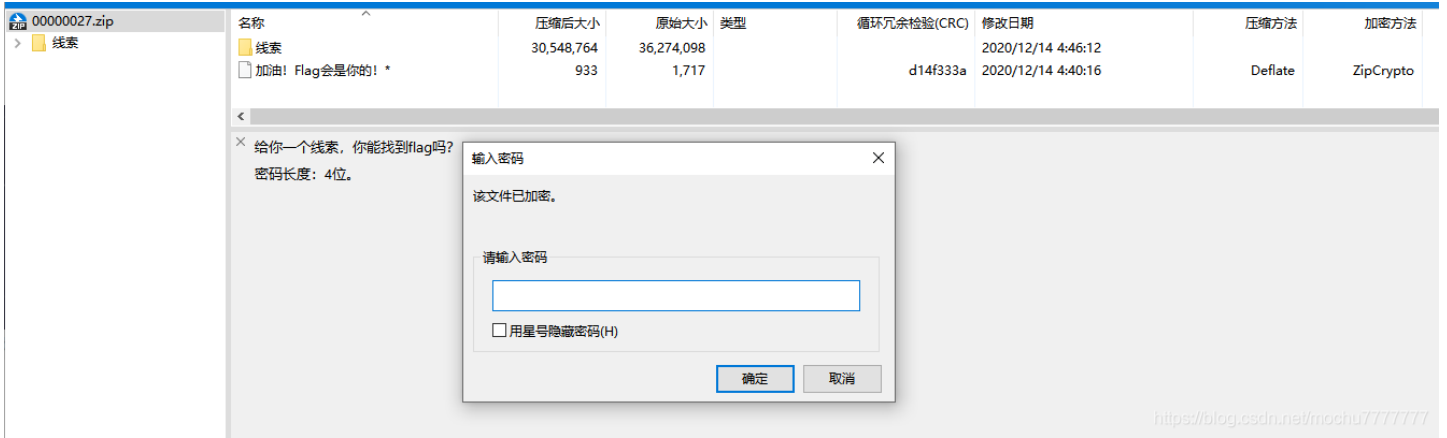 00000027.zip
线索
名称 压缩后大小 原始大小 类型 循环冗余检验(CRC) 修改日期 压缩方法 加密方法
线索 30,548,764 36,274,098 2020/12/14 4:46:12
加油！Flag会是你的！* 933 1,717 d14f333a 2020/12/14 4:40:16 Deflate ZipCrypto
给你一个线索，你能找到flag吗？
密码长度：4位。
输入密码
该文件已加密。
请输入密码
用星号隐藏密码(H)
确定 取消
https://blog.csdn.net/mochu7777777